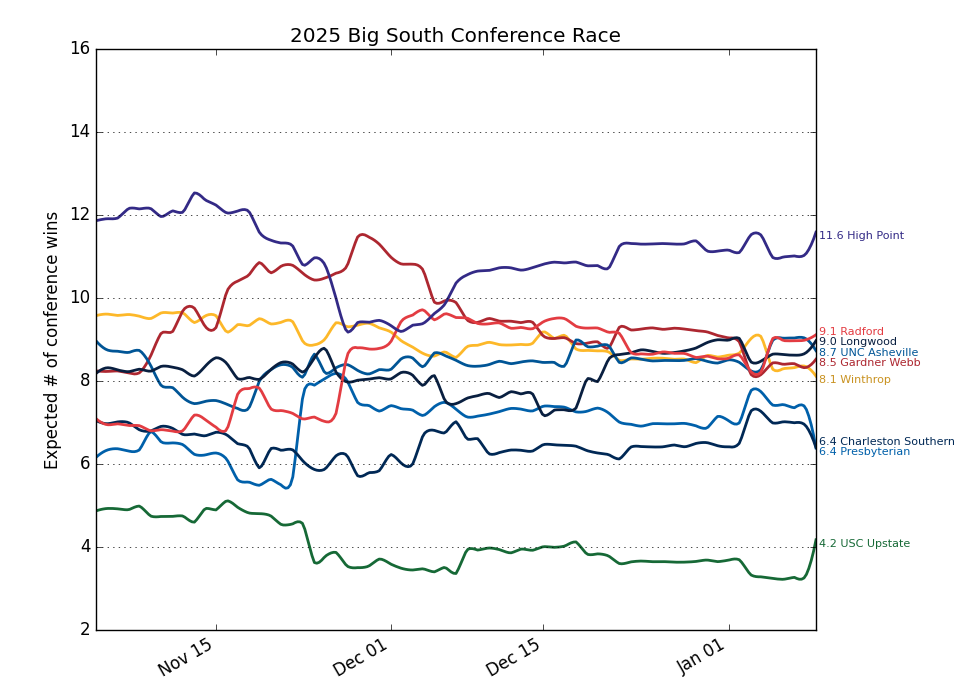 2025 Big South Conference Race
Expected # of conference wins
16
14
12
10
8
6
4
2
Nov 15
Dec 01
Dec 15
Jan 01
11.6 High Point
9.1 Radford
9.0 Longwood
8.7 UNC Asheville
8.5 Gardner Webb
8.1 Winthrop
6.4 Charleston Southern
6.4 Presbyterian
4.2 USC Upstate